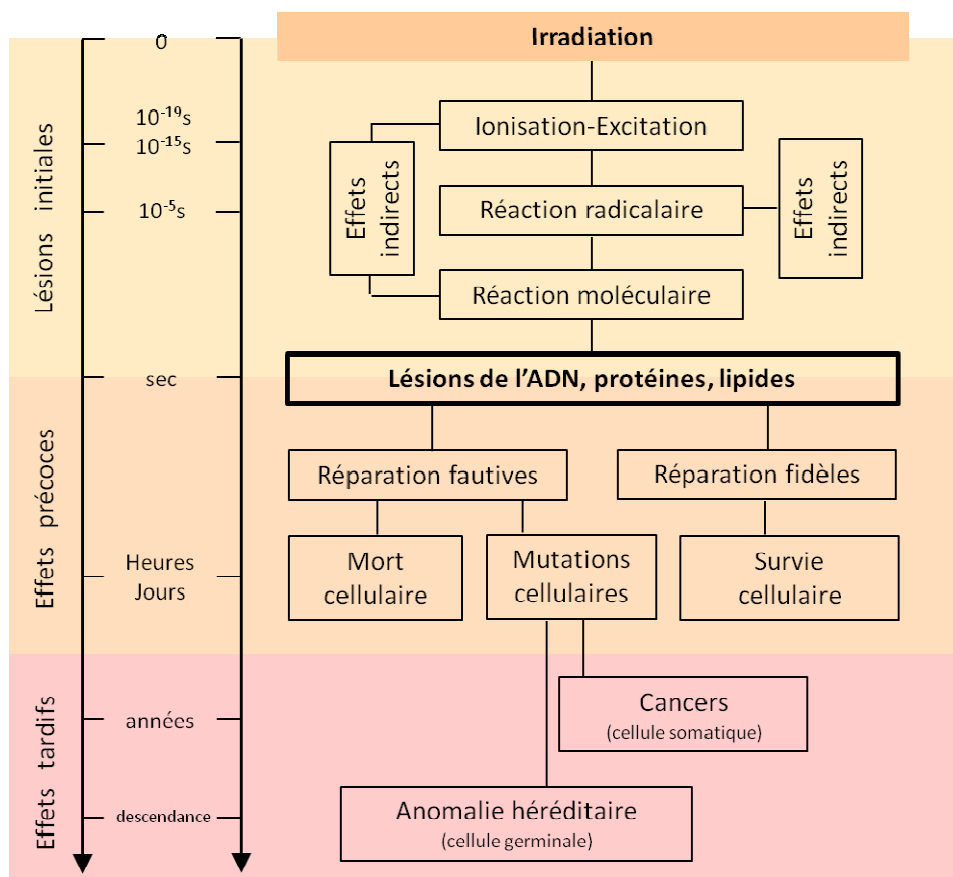 Irradiation
0
10⁻¹⁹s
10⁻¹⁵s
10⁻⁵s
Lésions initiales
Ionisation-Excitation
Effets
indirects
Réaction radicalaire
Effets
indirects
Réaction moléculaire
sec
Lésions de l'ADN, protéines, lipides
Effets précoces
Réparation fautives
Réparation fidèles
Heures
Jours
Mort
cellulaire
Mutations
cellulaires
Survie
cellulaire
Effets tardifs
années
Cancers
(cellule somatique)
descendance
Anomalie héréditaire
(cellule germinale)